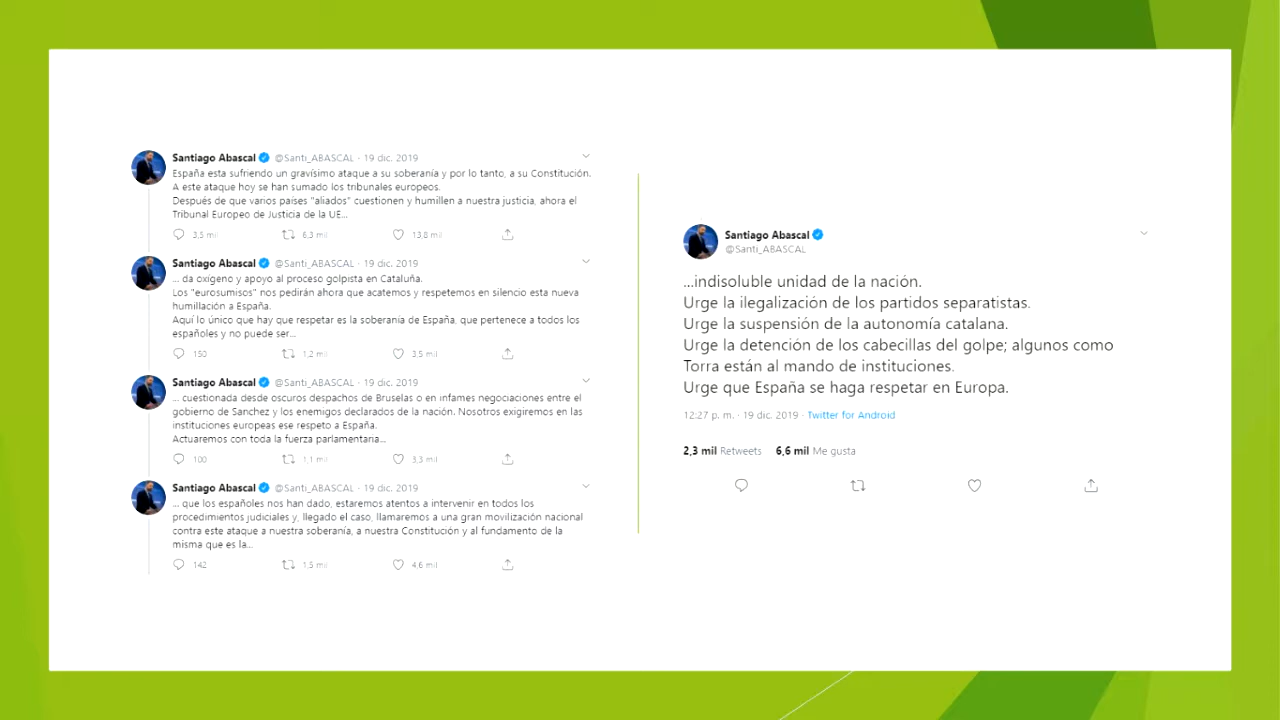 Santiago Abascal @Santi_ABASCAL · 19 dic. 2019
España esta sufriendo un gravísimo ataque a su soberanía y por lo tanto, a su Constitución.
A este ataque hoy se han sumado los tribunales europeos.
Después de que varios países "aliados" cuestionen y humillen a nuestra justicia, ahora el
Tribunal Europeo de Justicia de la UE...
3,5 mil 6,3 mil 13,8 mil
Santiago Abascal @Santi_ABASCAL · 19 dic. 2019
... da oxígeno y apoyo al proceso golpista en Cataluña.
Los "eurosumisos" nos pedirán ahora que acatemos y respetemos en silencio esta nueva
humillación a España.
Aquí lo único que hay que respetar es la soberanía de España, que pertenece a todos los
españoles y no puede ser...
150 1,2 mil 3,5 mil
Santiago Abascal @Santi_ABASCAL · 19 dic. 2019
... cuestionada desde oscuros despachos de Bruselas o en infames negociaciones entre el
gobierno de Sanchez y los enemigos declarados de la nación. Nosotros exigiremos en las
instituciones europeas ese respeto a España.
Actuaremos con toda la fuerza parlamentaria...
100 1,1 mil 3,3 mil
Santiago Abascal @Santi_ABASCAL · 19 dic. 2019
... que los españoles nos han dado, estaremos atentos a intervenir en todos los
procedimientos judiciales y, llegado el caso, llamaremos a una gran movilización nacional
contra este ataque a nuestra soberanía, a nuestra Constitución y al fundamento de la
misma que es la...
142 1,5 mil 4,6 mil
Santiago Abascal
@Santi_ABASCAL
...indisoluble unidad de la nación.
Urge la ilegalización de los partidos separatistas.
Urge la suspensión de la autonomía catalana.
Urge la detención de los cabecillas del golpe; algunos como
Torra están al mando de instituciones.
Urge que España se haga respetar en Europa.
12:27 p. m. · 19 dic. 2019 · Twitter for Android
2,3 mil Retweets 6,6 mil Me gusta